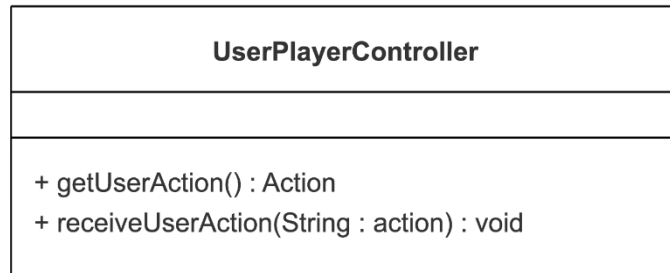 UserPlayerController
+ getUserAction() : Action
+ receiveUserAction(String : action) : void